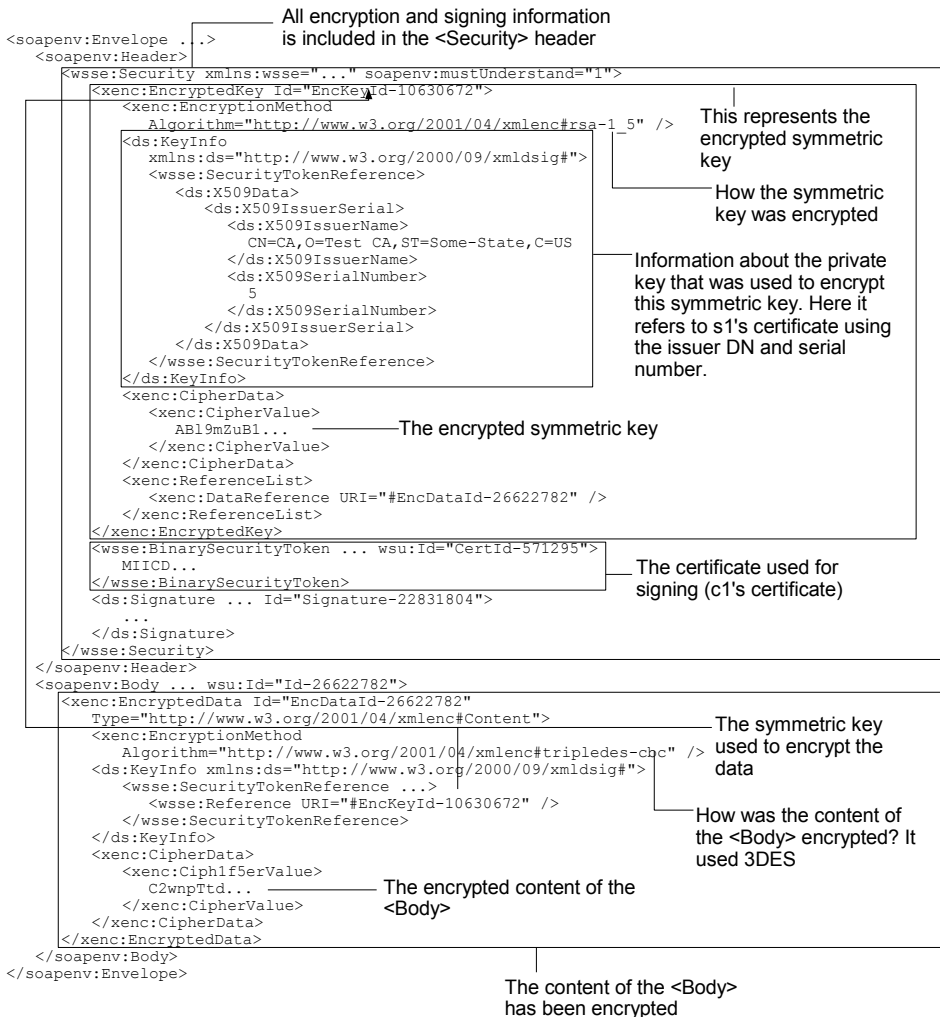 All encryption and signing information
is included in the <Security> header
<soapenv:Envelope ...>
<soapenv:Header>
<wsse:Security xmlns:wsse="..." soapenv:mustUnderstand="1">
<xenc:EncryptedKey Id="EncKeyId-10630672">
<xenc:EncryptionMethod
Algorithm="http://www.w3.org/2001/04/xmlenc#rsa-1_5" />
This represents the
encrypted symmetric
key
<ds:KeyInfo
xmlns:ds="http://www.w3.org/2000/09/xmldsig#">
<wsse:SecurityTokenReference>
<ds:X509Data>
<ds:X509IssuerSerial>
<ds:X509IssuerName>
CN=CA,O=Test CA,ST=Some-State,C=US
</ds:X509IssuerName>
<ds:X509SerialNumber>
5
</ds:X509SerialNumber>
</ds:X509IssuerSerial>
</ds:X509Data>
</wsse:SecurityTokenReference>
</ds:KeyInfo>
How the symmetric
key was encrypted
Information about the private
key that was used to encrypt
this symmetric key. Here it
refers to s1's certificate using
the issuer DN and serial
number.
<xenc:CipherData>
<xenc:CipherValue>
ABl9mZuB1...
The encrypted symmetric key
</xenc:CipherValue>
</xenc:CipherData>
<xenc:ReferenceList>
<xenc:DataReference URI="#EncDataId-26622782" />
</xenc:ReferenceList>
</xenc:EncryptedKey>
<wsse:BinarySecurityToken ... wsu:Id="CertId-571295">
MIICD...
</wsse:BinarySecurityToken>
The certificate used for
signing (c1's certificate)
<ds:Signature ... Id="Signature-22831804">
...
</ds:Signature>
</wsse:Security>
</soapenv:Header>
<soapenv:Body ... wsu:Id="Id-26622782">
<xenc:EncryptedData Id="EncDataId-26622782"
Type="http://www.w3.org/2001/04/xmlenc#Content">
<xenc:EncryptionMethod
Algorithm="http://www.w3.org/2001/04/xmlenc#tripledes-cbc" />
The symmetric key
used to encrypt the
data
<ds:KeyInfo xmlns:ds="http://www.w3.org/2000/09/xmldsig#">
<wsse:SecurityTokenReference ...>
<wsse:Reference URI="#EncKeyId-10630672" />
</wsse:SecurityTokenReference>
</ds:KeyInfo>
How was the content of
the <Body> encrypted? It
used 3DES
<xenc:CipherData>
<xenc:Ciph1f5erValue>
C2wnpTtd...
The encrypted content of the
<Body>
</xenc:CipherValue>
</xenc:CipherData>
</xenc:EncryptedData>
</soapenv:Body>
</soapenv:Envelope>
The content of the <Body>
has been encrypted